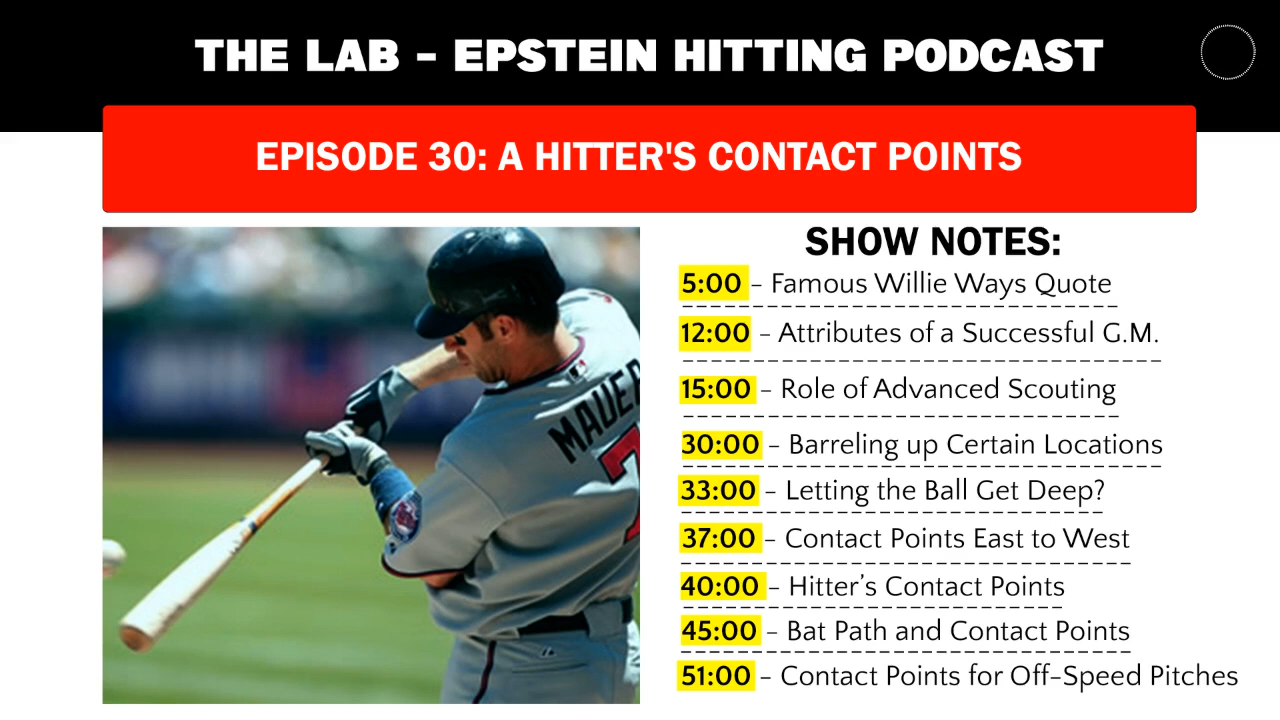 THE LAB - EPSTEIN HITTING PODCAST
EPISODE 30: A HITTER'S CONTACT POINTS
SHOW NOTES:
5:00 – Famous Willie Ways Quote
12:00 – Attributes of a Successful G.M.
15:00 – Role of Advanced Scouting
30:00 – Barreling up Certain Locations
33:00 – Letting the Ball Get Deep?
37:00 – Contact Points East to West
40:00 – Hitter’s Contact Points
45:00 – Bat Path and Contact Points
51:00 – Contact Points for Off-Speed Pitches
MAUER
7